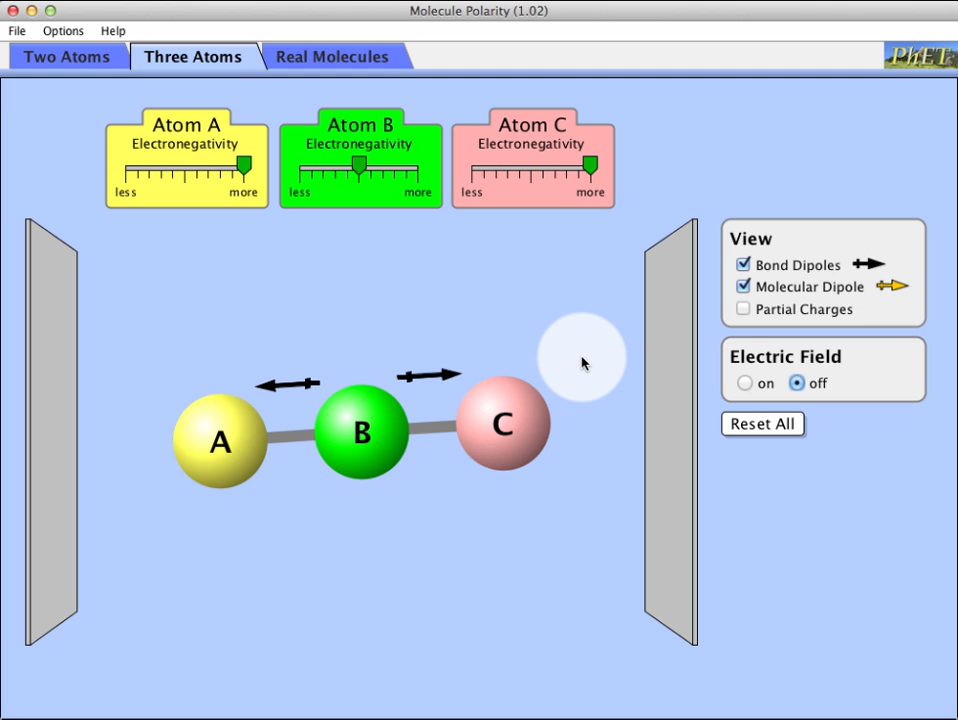 Molecule Polarity (1.02)
File Options Help
Two Atoms Three Atoms Real Molecules PhET
Atom A Atom B Atom C
Electronegativity Electronegativity Electronegativity
less more less more less more
View
Bond Dipoles
Molecular Dipole
Partial Charges
Electric Field
on off
Reset All
A B C